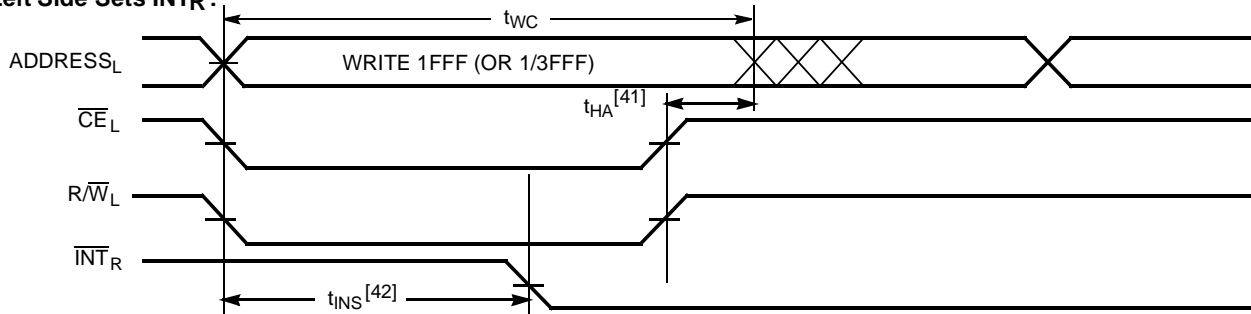 Left Side Sets INTR:
tWC
ADDRESSL
WRITE 1FFF (OR 1/3FFF)
tHA[41]
CEL
R/WL
INTR
tINS[42]